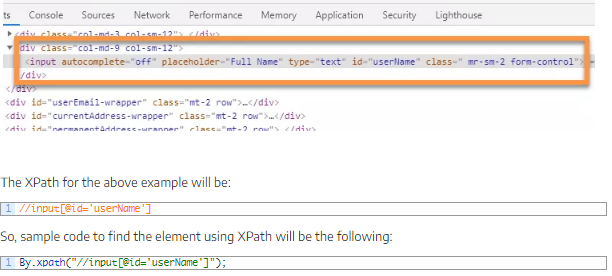 ts Console Sources Network Performance Memory Application Security Lighthouse
▸<div class="col-md-3 col-sm-12">…</div>
▾<div class="col-md-9 col-sm-12">
<input autocomplete="off" placeholder="Full Name" type="text" id="userName" class=" mr-sm-2 form-control">
/div>
</div>
<div id="userEmail-wrapper" class="mt-2 row">…</div>
<div id="currentAddress-wrapper" class="mt-2 row">…</div>
<div id="permanentAddress-wrapper" class="mt-2 row">…</div>
The XPath for the above example will be:
1 //input[@id='userName']
So, sample code to find the element using XPath will be the following:
1 By.xpath("//input[@id='userName']");